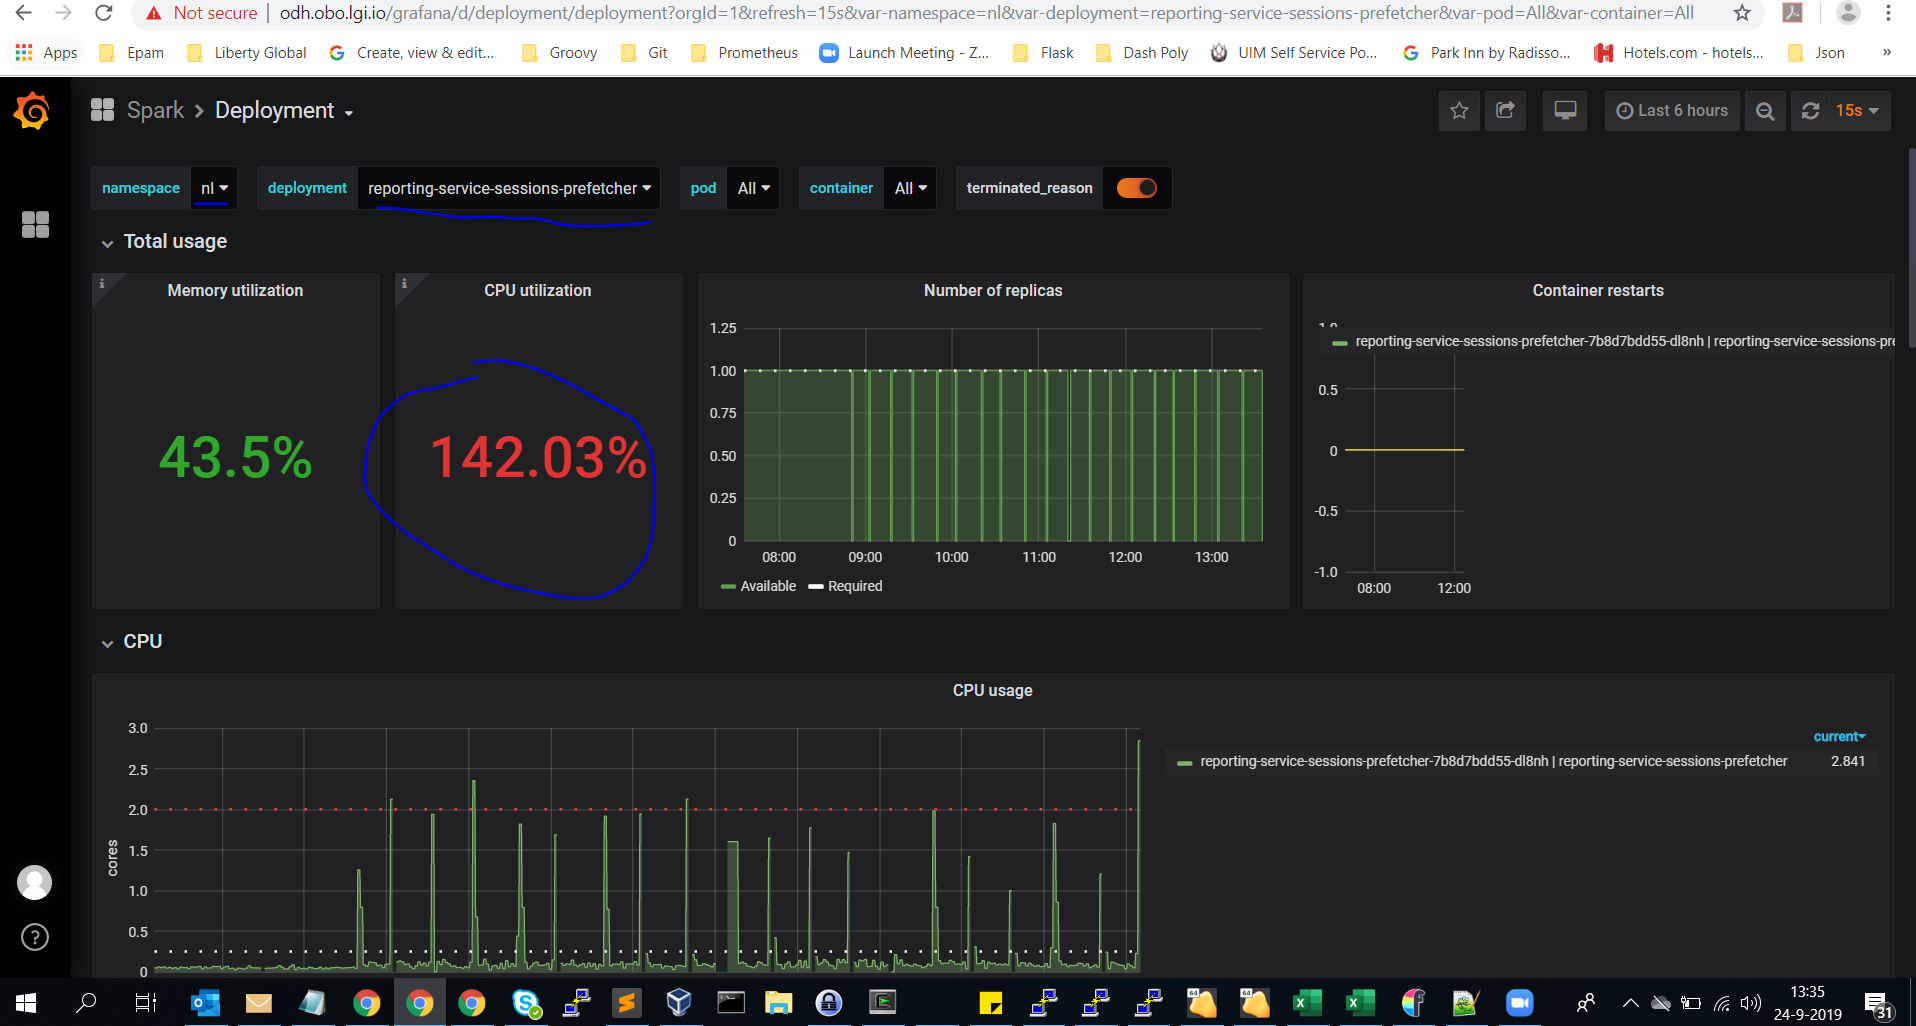 Not secure | odh.obo.lgi.io/grafana/d/deployment/deployment?orgId=1&refresh=15s&var-namespace=nl&var-deployment=reporting-service-sessions-prefetcher&var-pod=All&var-container=All
Apps Epam Liberty Global Create, view & edit... Groovy Git Prometheus Launch Meeting - Z... Flask Dash Poly UIM Self Service Po... Park Inn by Radisso... Hotels.com - hotels... Json »
Spark > Deployment Last 6 hours 15s
namespace nl deployment reporting-service-sessions-prefetcher pod All container All terminated_reason
Total usage
Memory utilization
43.5%
CPU utilization
142.03%
Number of replicas
1.25
1.00
0.75
0.50
0.25
0
08:00 09:00 10:00 11:00 12:00 13:00
Available Required
Container restarts
1.0
reporting-service-sessions-prefetcher-7b8d7bdd55-dl8nh | reporting-service-sessions-pre
0.5
0
-0.5
-1.0
08:00 12:00
CPU
CPU usage
3.0
2.5
2.0
1.5
1.0
0.5
0
cores
current
reporting-service-sessions-prefetcher-7b8d7bdd55-dl8nh | reporting-service-sessions-prefetcher 2.841
13:35
24-9-2019
31